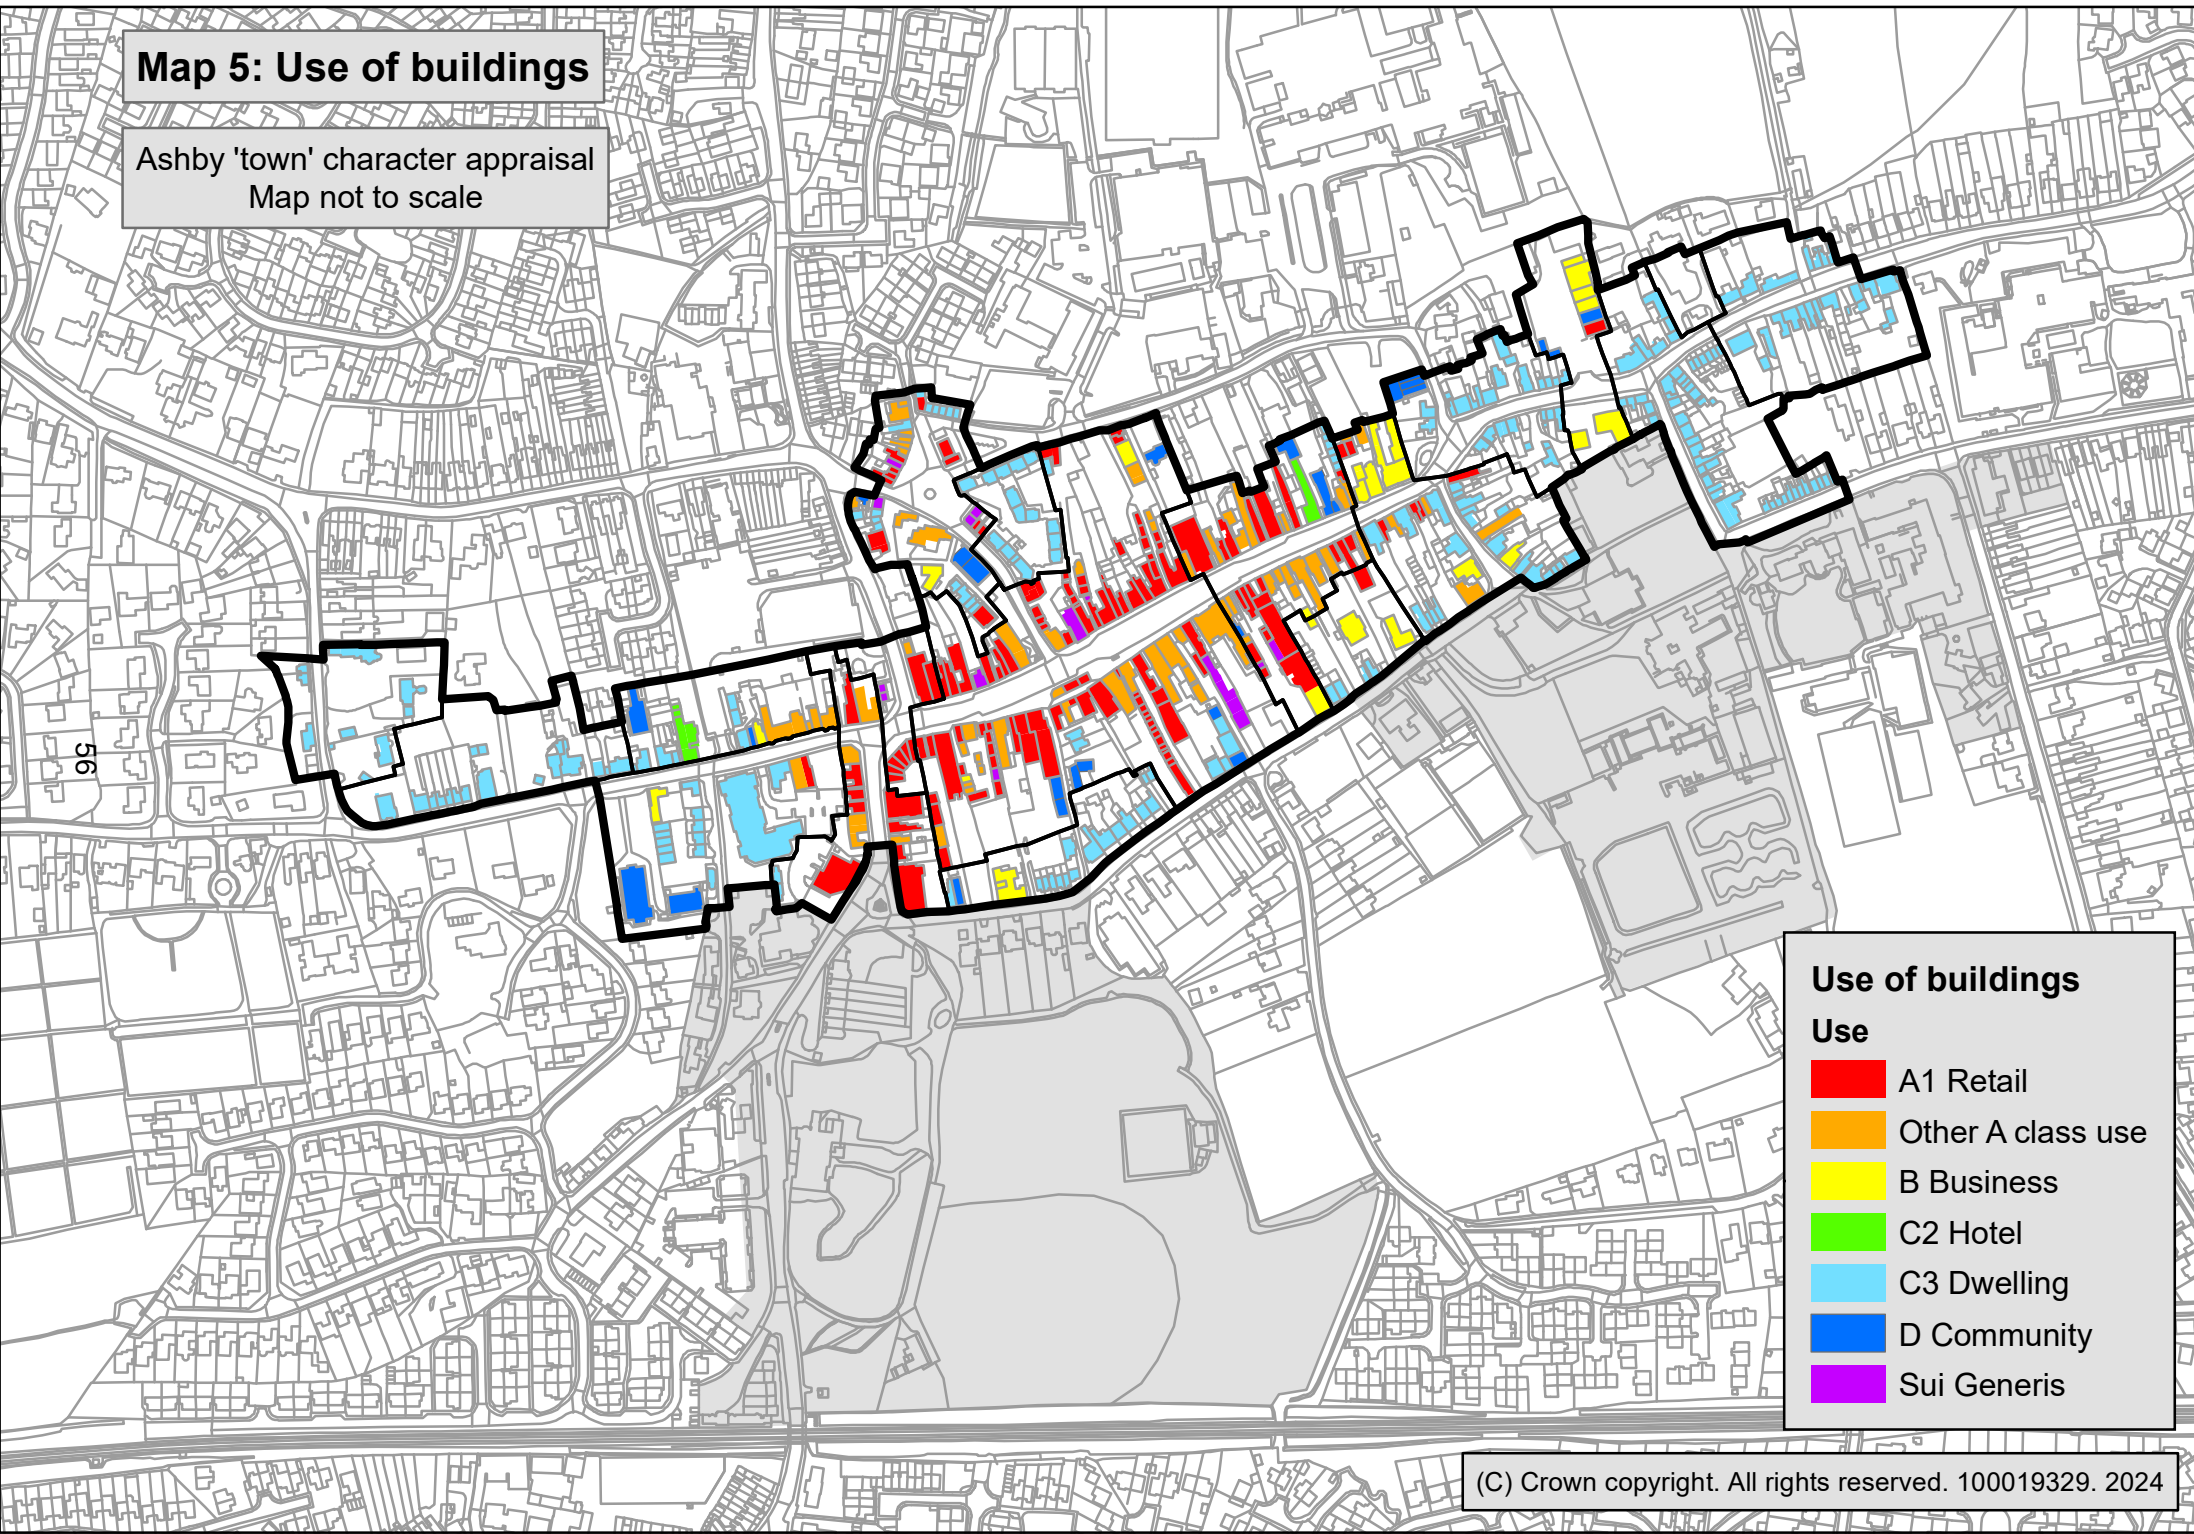 Map 5: Use of buildings
Ashby 'town' character appraisal
Map not to scale
56
Use of buildings
Use
A1 Retail
Other A class use
B Business
C2 Hotel
C3 Dwelling
D Community
Sui Generis
(C) Crown copyright. All rights reserved. 100019329. 2024